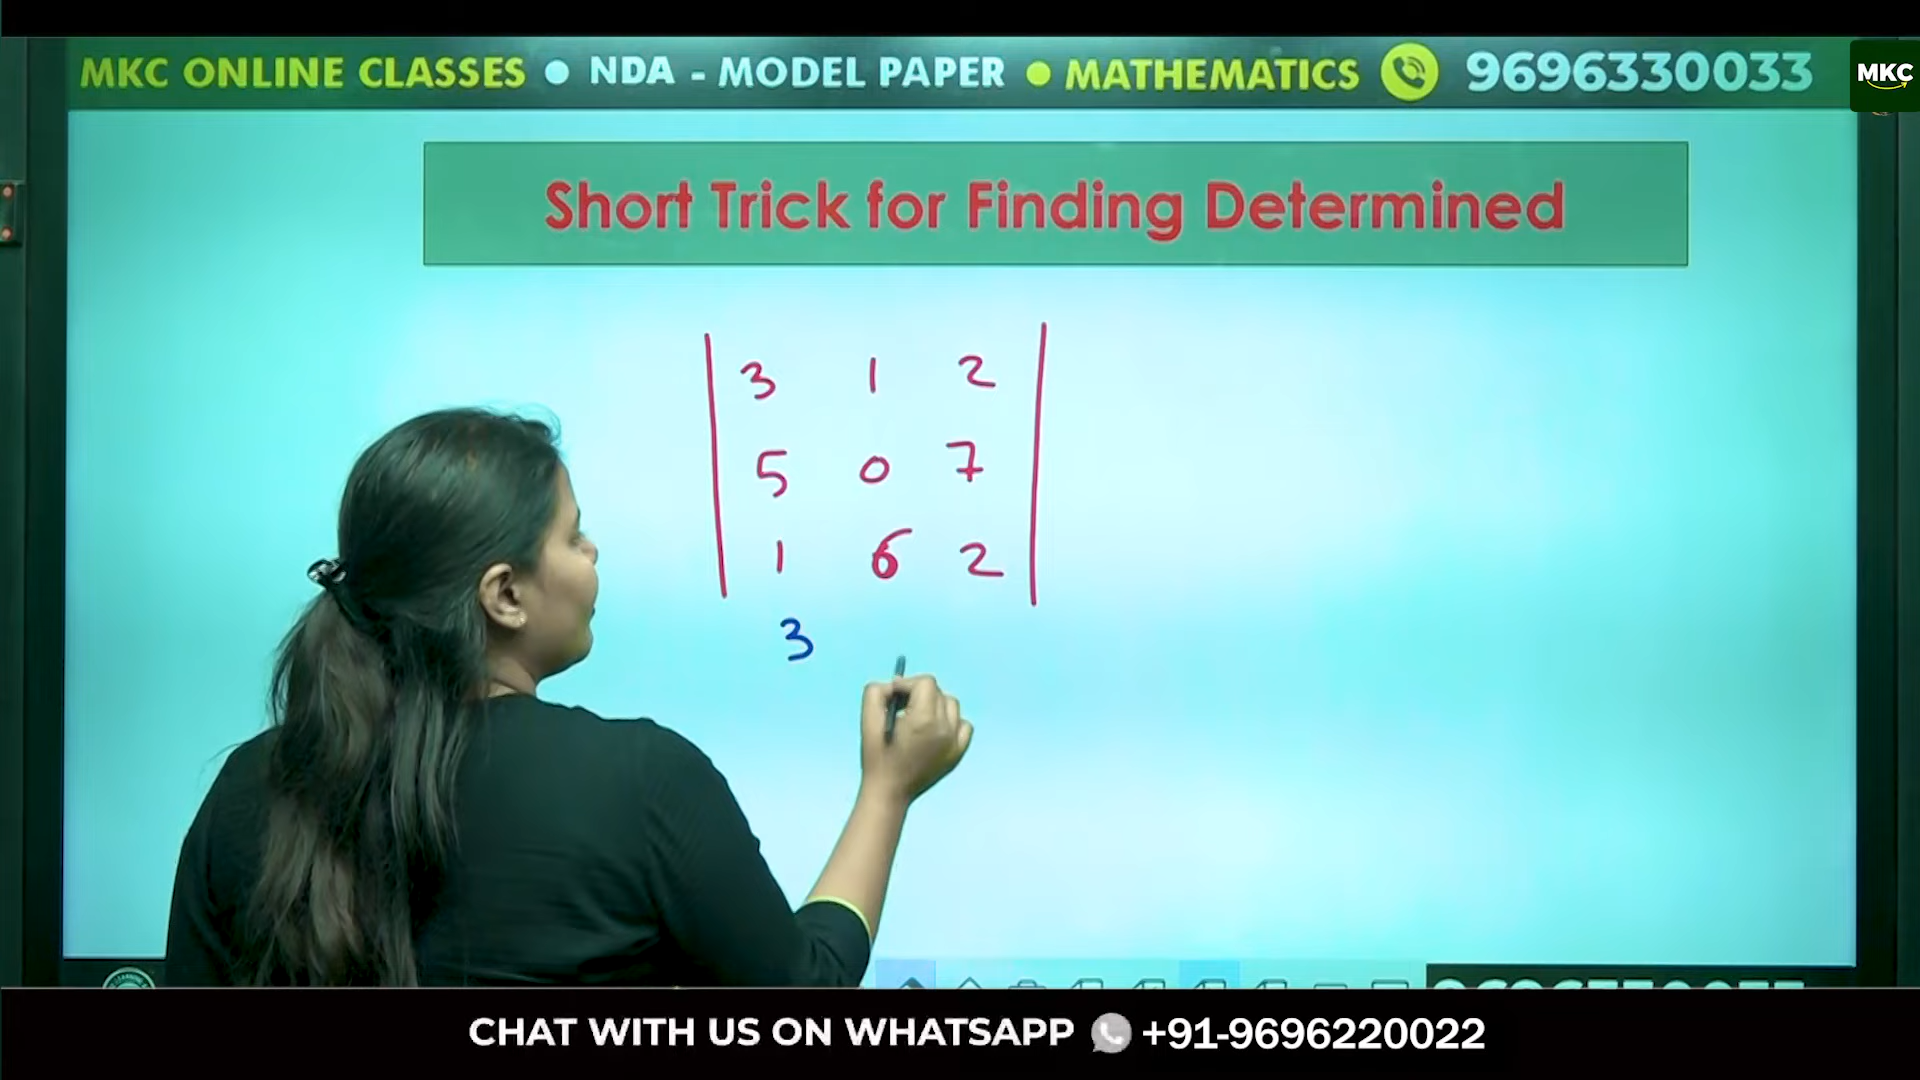 MKC ONLINE CLASSES ● NDA - MODEL PAPER ● MATHEMATICS 9696330033
MKC
Short Trick for Finding Determined
3 1 2
5 0 7
1 6 2
3
CHAT WITH US ON WHATSAPP +91-9696220022